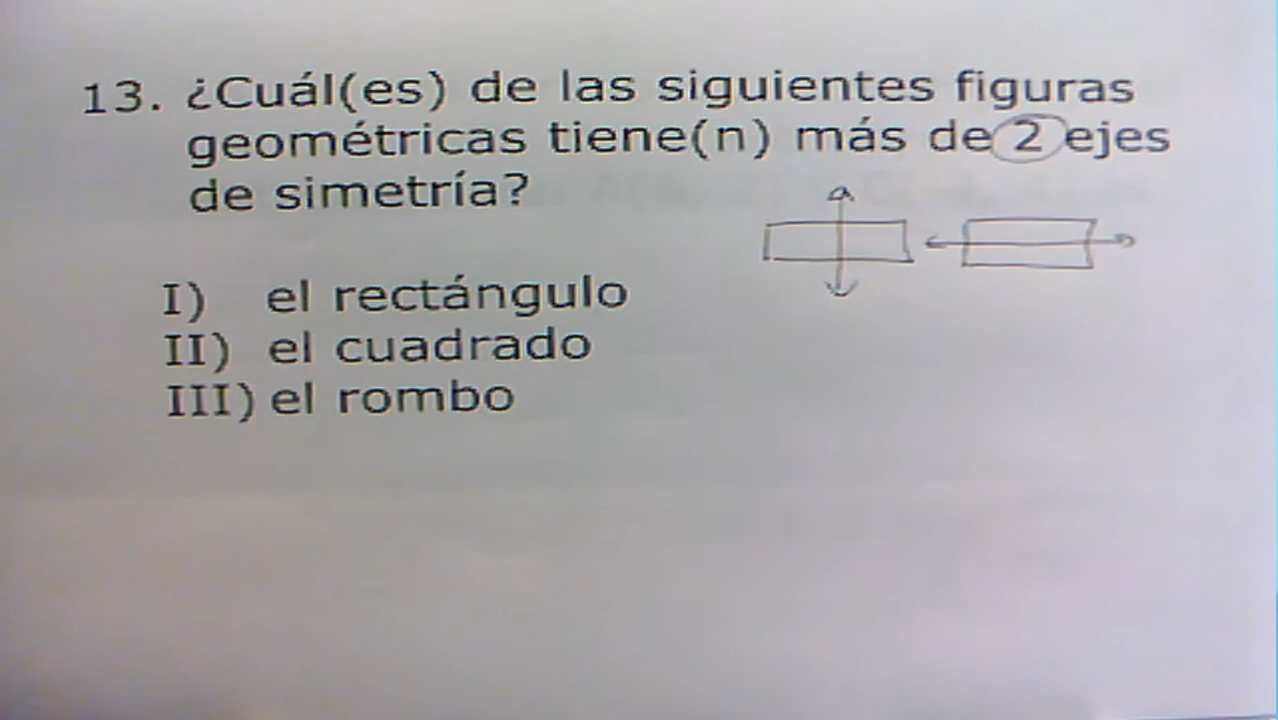 13. ¿Cuál(es) de las siguientes figuras
geométricas tiene(n) más de 2 ejes
de simetría?
I) el rectángulo
II) el cuadrado
III) el rombo